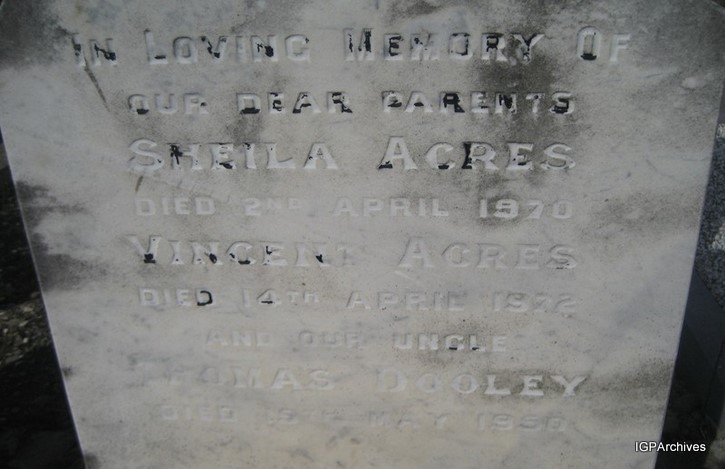 IN LOVING MEMORY OF
OUR DEAR PARENTS
SHEILA ACRES
DIED 2ND APRIL 1970
VINCENT ACRES
DIED 14TH APRIL 1972
AND OUR UNCLE
THOMAS DOOLEY
DIED MAY
IGPArchives